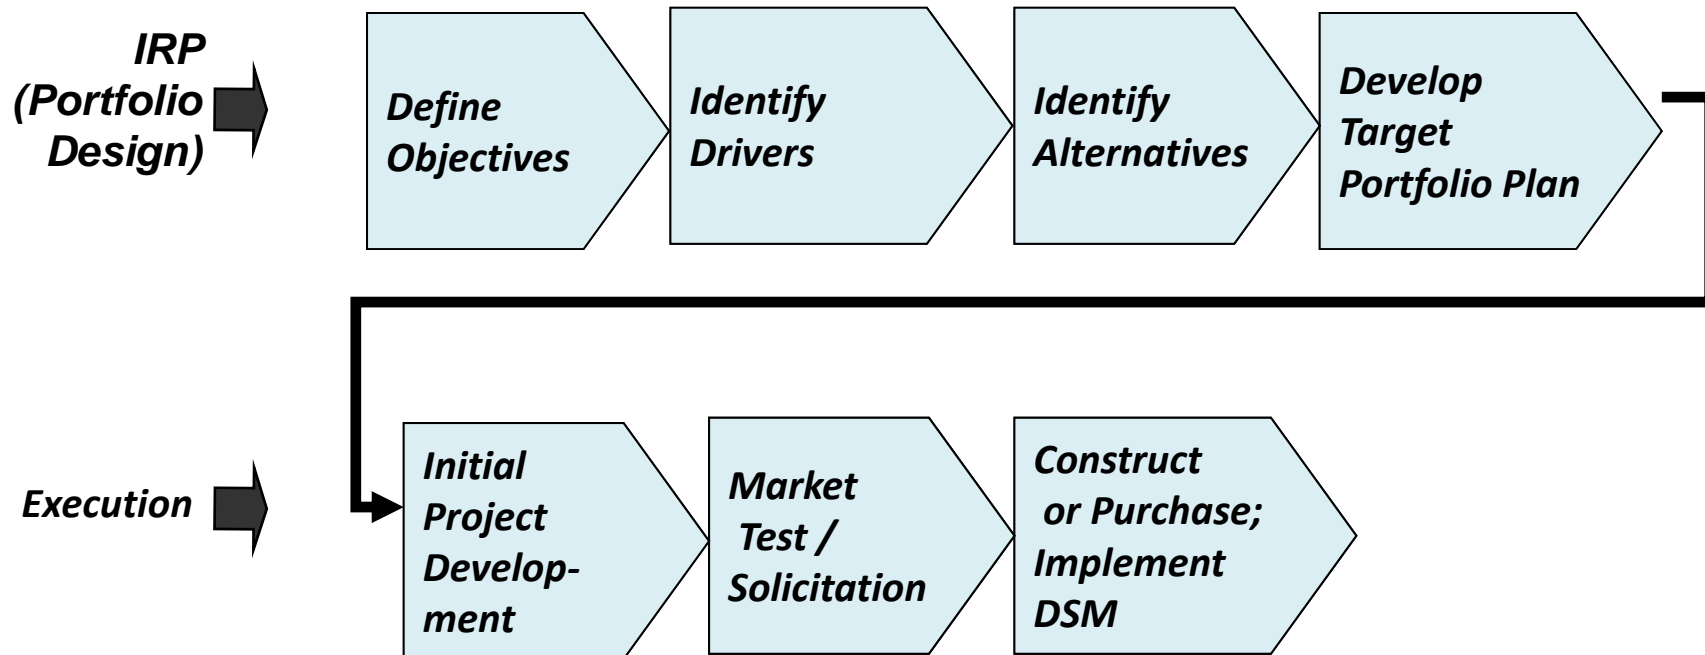 IRP
(Portfolio
Design)
Define
Objectives
Identify
Drivers
Identify
Alternatives
Develop
Target
Portfolio Plan
Execution
Initial
Project
Develop-
ment
Market
Test /
Solicitation
Construct
or Purchase;
Implement
DSM